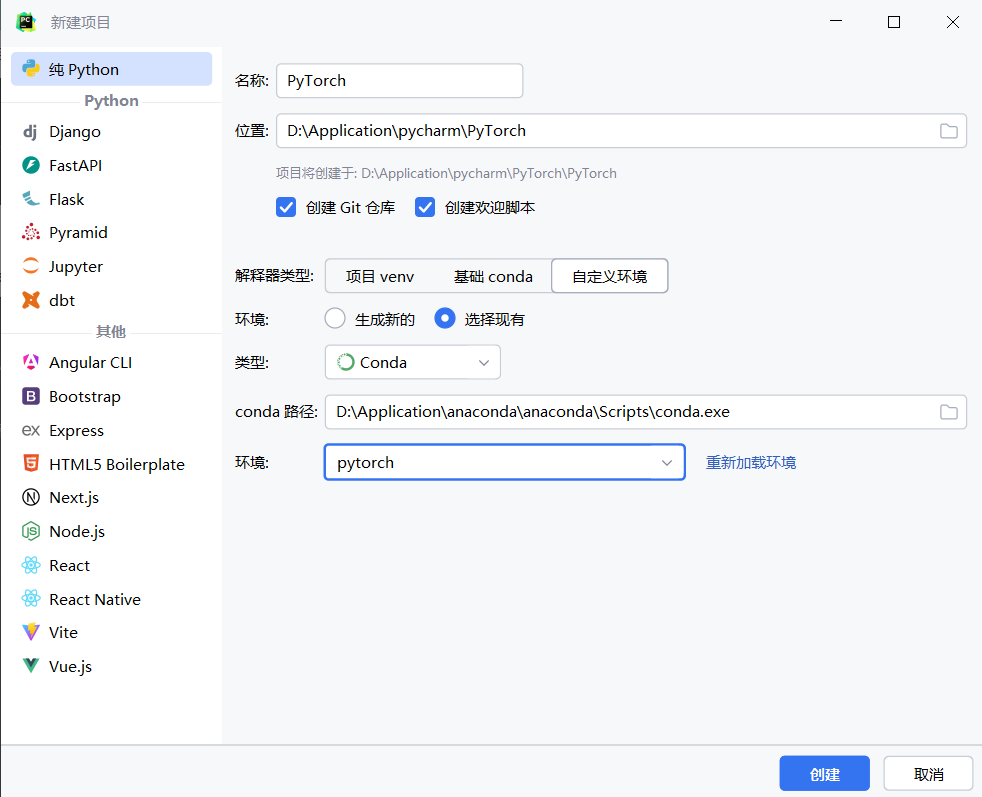 新建项目
纯 Python
Python
Django
FastAPI
Flask
Pyramid
Jupyter
dbt
其他
Angular CLI
Bootstrap
Express
HTML5 Boilerplate
Next.js
Node.js
React
React Native
Vite
Vue.js
名称: PyTorch
位置: D:\Application\pycharm\PyTorch
项目将创建于: D:\Application\pycharm\PyTorch\PyTorch
创建 Git 仓库 创建欢迎脚本
解释器类型: 项目 venv 基础 conda 自定义环境
环境: 生成新的 选择现有
类型: Conda
conda 路径: D:\Application\anaconda\anaconda\Scripts\conda.exe
环境: pytorch 重新加载环境
创建 取消